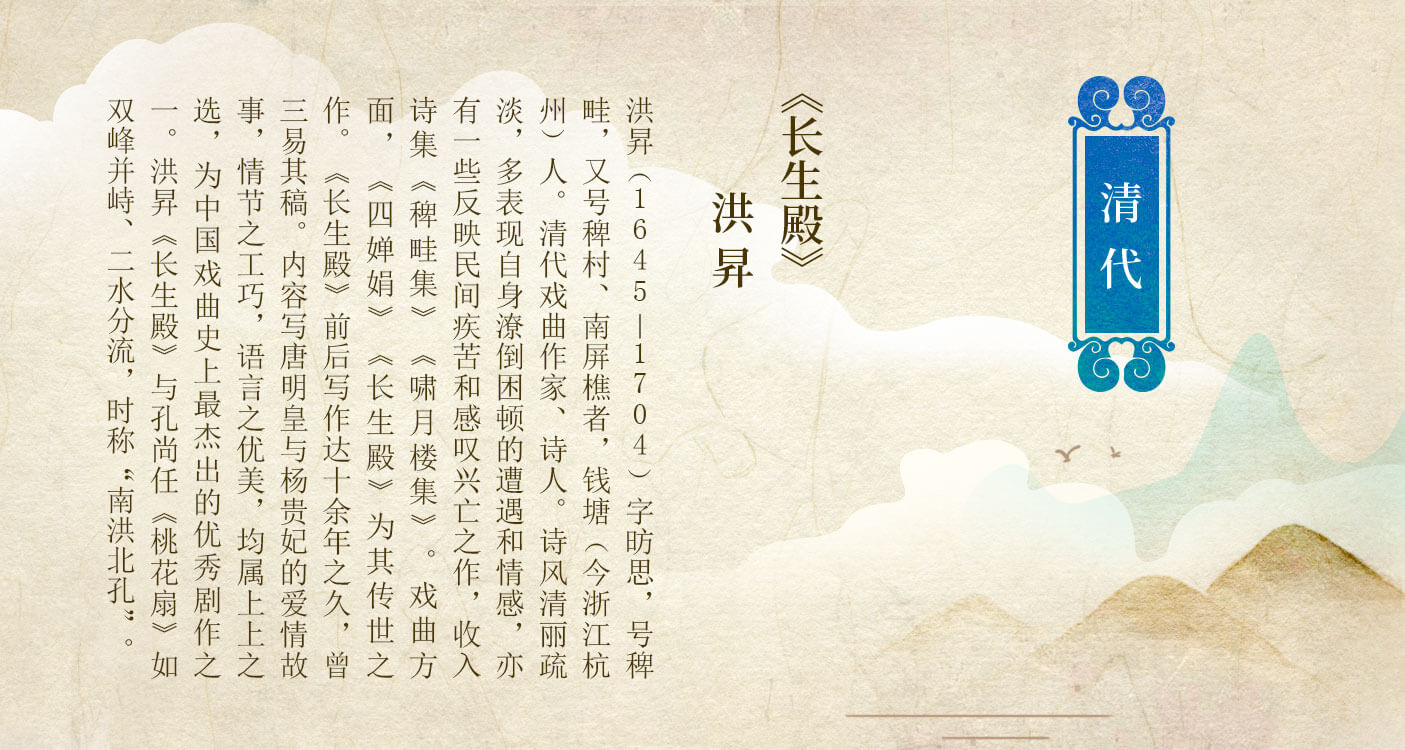 清代
《长生殿》
洪昇
洪昇（1645—1704）字昉思，号稗
畦，又号稗村、南屏樵者，钱塘（今浙江杭
州）人。清代戏曲作家、诗人。诗风清丽疏
淡，多表现自身潦倒困顿的遭遇和情感，亦
有一些反映民间疾苦和感叹兴亡之作，收入
诗集《稗畦集》《啸月楼集》。戏曲方
面，《四婵娟》《长生殿》为其传世之
作。《长生殿》前后写作达十余年之久，曾
三易其稿。内容写唐明皇与杨贵妃的爱情故
事，情节之工巧，语言之优美，均属上上之
选，为中国戏曲史上最杰出的优秀剧作之
一。洪昇《长生殿》与孔尚任《桃花扇》如
双峰并峙、二水分流，时称“南洪北孔”。